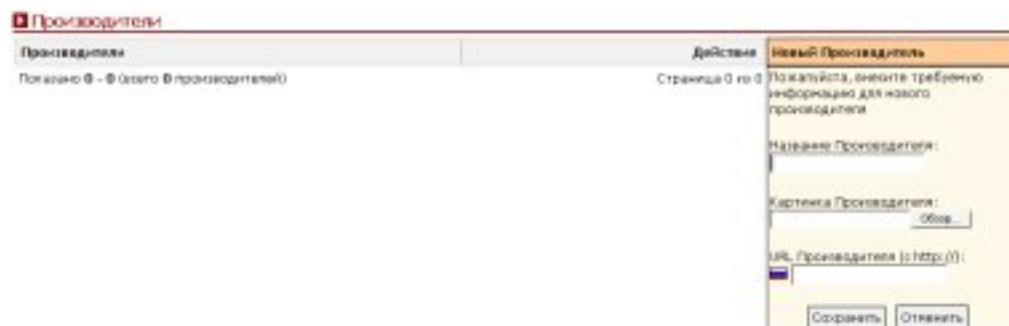 Производители
Производители Действие Новый Производитель
Показано 0 - 0 (всего 0 производителей) Страница 0 из 0 Пожалуйста, внесите требуемую
информацию для нового
производителя
Название Производителя:
Картинка Производителя:
Обзор...
URL Производителя (с http://):
Сохранить Отменить